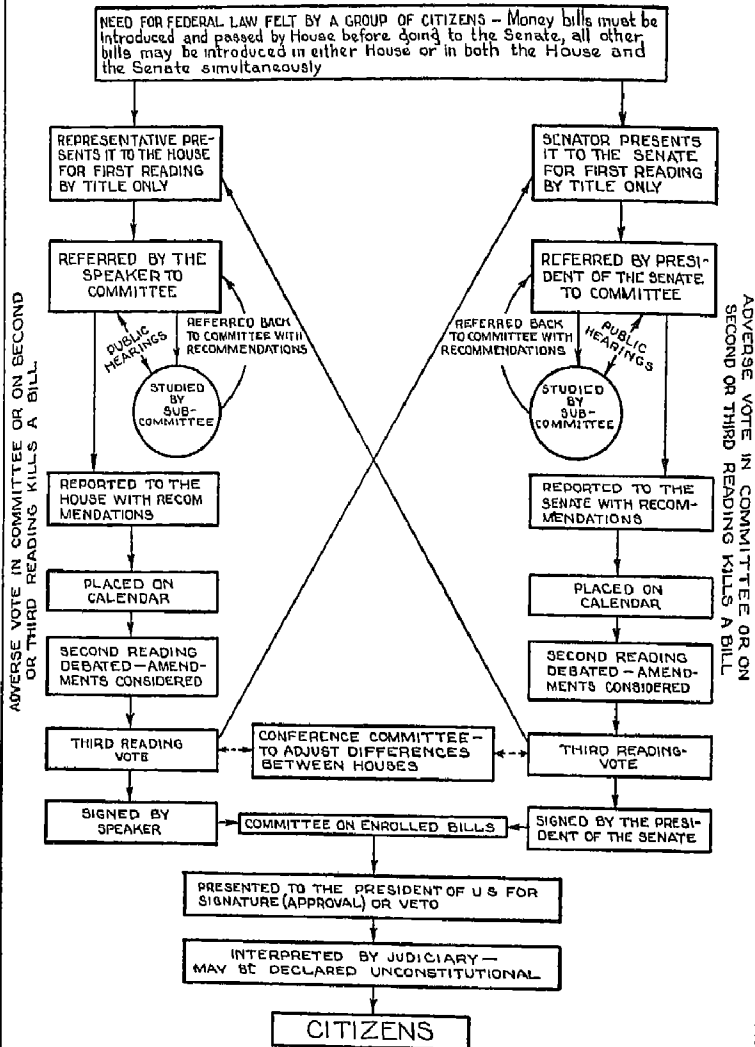 NEED FOR FEDERAL LAW FELT BY A GROUP OF CITIZENS – Money bills must be
introduced and passed by House before going to the Senate, all other
bills may be introduced in either House or in both the House and
the Senate simultaneously
REPRESENTATIVE PRE-
SENTS IT TO THE HOUSE
FOR FIRST READING
BY TITLE ONLY
SENATOR PRESENTS
IT TO THE SENATE
FOR FIRST READING
BY TITLE ONLY
REFERRED BY THE
SPEAKER TO
COMMITTEE
REFERRED BY PRESI-
DENT OF THE SENATE
TO COMMITTEE
PUBLIC
HEARINGS
REFERRED BACK
TO COMMITTEE WITH
RECOMMENDATIONS
REFERRED BACK
TO COMMITTEE WITH
RECOMMENDATIONS
PUBLIC
HEARINGS
STUDIED
BY
SUB-
COMMITTEE
STUDIED
BY
SUB-
COMMITTEE
ADVERSE VOTE IN COMMITTEE OR ON SECOND
OR THIRD READING KILLS A BILL.
ADVERSE VOTE IN COMMITTEE OR ON
SECOND OR THIRD READING KILLS A BILL
REPORTED TO THE
HOUSE WITH RECOM
MENDATIONS
REPORTED TO THE
SENATE WITH RECOM-
MENDATIONS
PLACED ON
CALENDAR
PLACED ON
CALENDAR
SECOND READING
DEBATED – AMEND-
MENTS CONSIDERED
SECOND READING
DEBATED – AMEND-
MENTS CONSIDERED
THIRD READING
VOTE
CONFERENCE COMMITTEE –
TO ADJUST DIFFERENCES
BETWEEN HOUSES
THIRD READING-
VOTE
SIGNED BY
SPEAKER
COMMITTEE ON ENROLLED BILLS
SIGNED BY THE PRESI-
DENT OF THE SENATE
PRESENTED TO THE PRESIDENT OF U S FOR
SIGNATURE (APPROVAL) OR VETO
INTERPRETED BY JUDICIARY –
MAY BE DECLARED UNCONSTITUTIONAL
CITIZENS